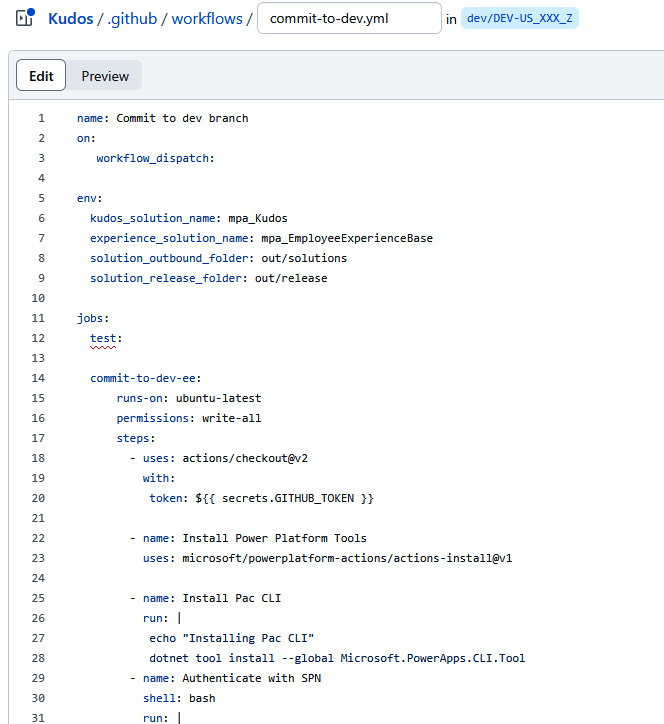 Kudos / .github / workflows / commit-to-dev.yml in dev/DEV-US_XXX_Z
Edit Preview
1 name: Commit to dev branch
2 on:
3 workflow_dispatch:
4
5 env:
6 kudos_solution_name: mpa_Kudos
7 experience_solution_name: mpa_EmployeeExperienceBase
8 solution_outbound_folder: out/solutions
9 solution_release_folder: out/release
10
11 jobs:
12 test:
13
14 commit-to-dev-ee:
15 runs-on: ubuntu-latest
16 permissions: write-all
17 steps:
18 - uses: actions/checkout@v2
19 with:
20 token: ${{ secrets.GITHUB_TOKEN }}
21
22 - name: Install Power Platform Tools
23 uses: microsoft/powerplatform-actions/actions-install@v1
24
25 - name: Install Pac CLI
26 run: |
27 echo "Installing Pac CLI"
28 dotnet tool install --global Microsoft.PowerApps.CLI.Tool
29 - name: Authenticate with SPN
30 shell: bash
31 run: |